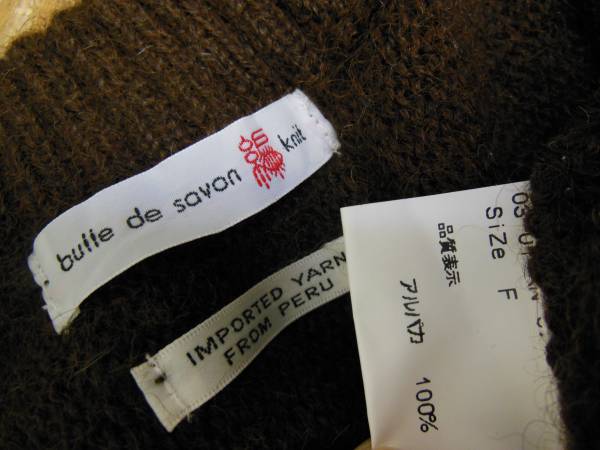 bulle de savon knit
IMPORTED YARN
FROM PERU
Size F
品質表示
アルパカ 100%